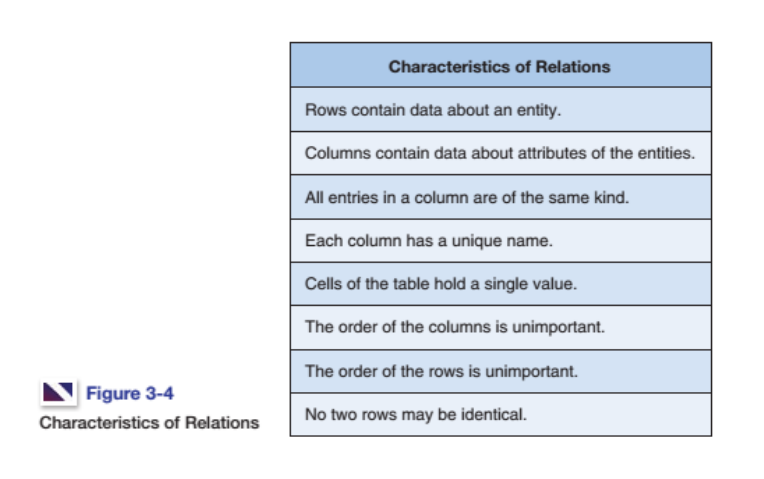 Characteristics of Relations
Rows contain data about an entity.
Columns contain data about attributes of the entities.
All entries in a column are of the same kind.
Each column has a unique name.
Cells of the table hold a single value.
The order of the columns is unimportant.
The order of the rows is unimportant.
No two rows may be identical.
Figure 3-4
Characteristics of Relations